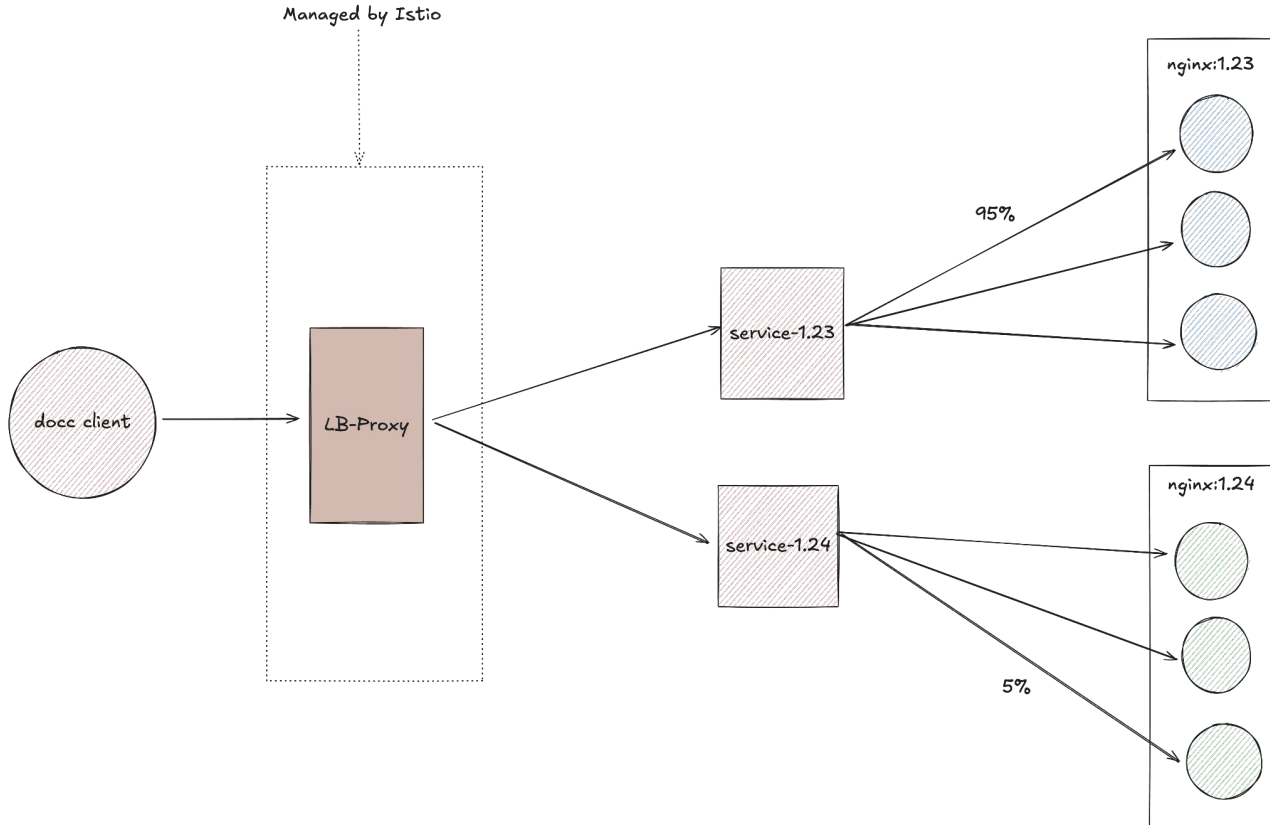 Managed by Istio
nginx:1.23
95%
service-1.23
docc client
LB-Proxy
nginx:1.24
service-1.24
5%